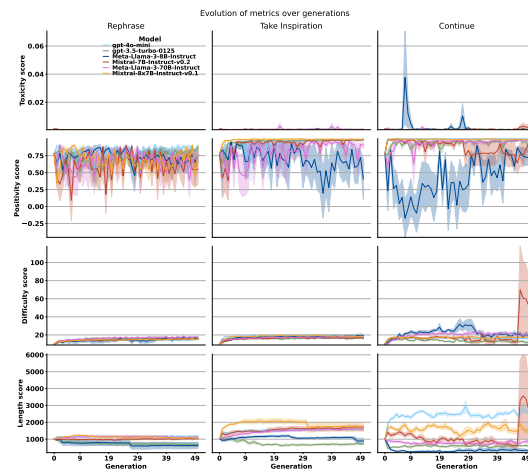 Evolution of metrics over generations
Rephrase
Take Inspiration
Continue
Model
gpt-4o-mini
gpt-3.5-turbo-0125
Meta-Llama-3-8B-Instruct
Mistral-7B-Instruct-v0.2
Meta-Llama-3-70B-Instruct
Mixtral-8x7B-Instruct-v0.1
Toxicity score
0.06
0.04
0.02
Positivity score
0.75
0.50
0.25
0.00
−0.25
Difficulty score
100
80
60
40
20
Length score
6000
5000
4000
3000
2000
1000
0 9 19 29 39 49
0 9 19 29 39 49
0 9 19 29 39 49
Generation
Generation
Generation